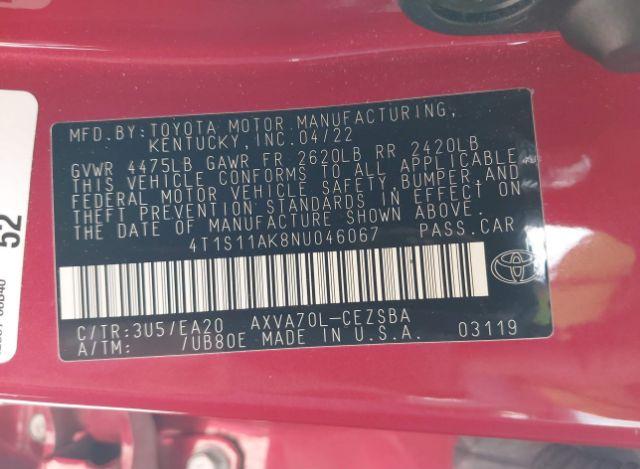 MFD.BY:TOYOTA MOTOR MANUFACTURING,
KENTUCKY, INC.04/22
GVWR 4475LB GAWR FR 2620LB RR 2420LB
THIS VEHICLE CONFORMS TO ALL APPLICABLE
FEDERAL MOTOR VEHICLE SAFETY, BUMPER, AND
THEFT PREVENTION STANDARDS IN EFFECT ON
THE DATE OF MANUFACTURE SHOWN ABOVE.
4T1S11AK8NU046067 PASS.CAR
C/TR:3U5/EA20 AXVA70L-CEZSBA
A/TM: /UB80E MADE IN U.S.A. 03119
52